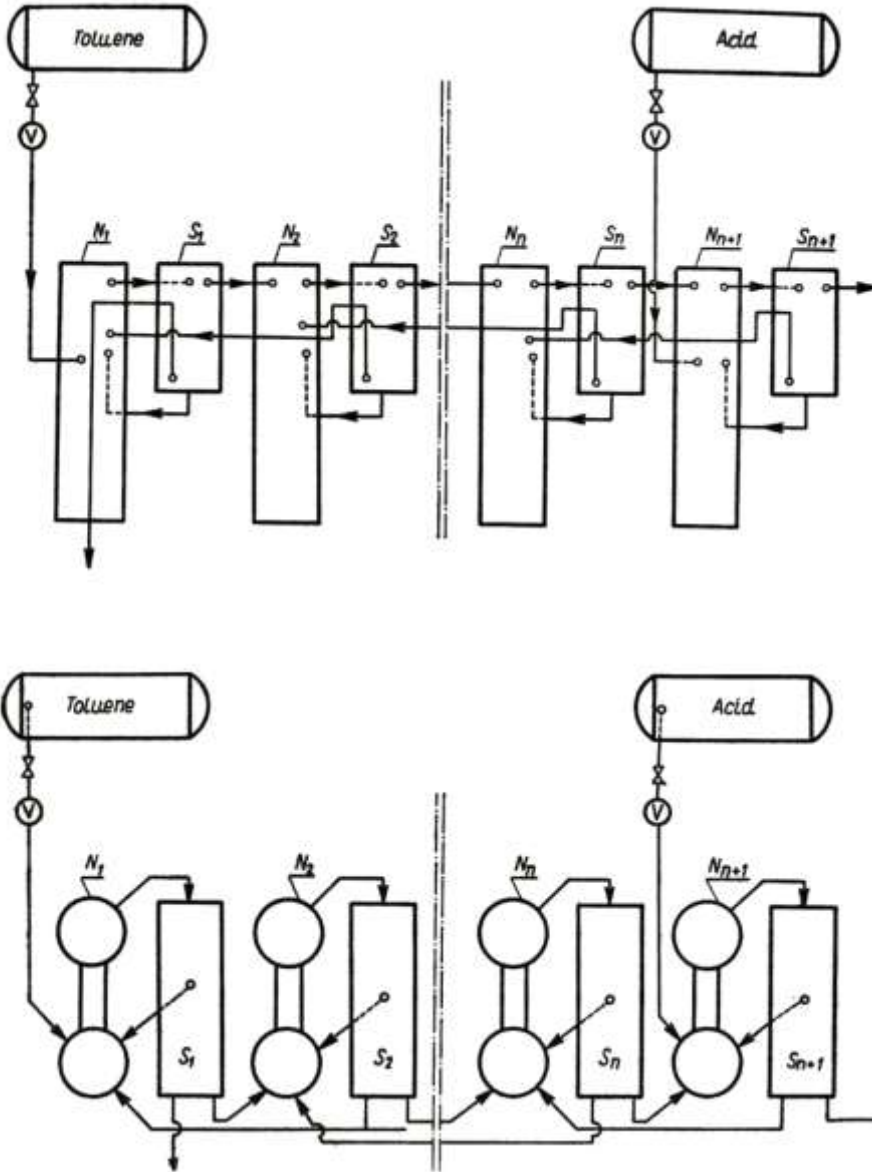 Toluene
Acid
V
V
N1
S1
N2
S2
Nn
Sn
Nn+1
Sn+1
Toluene
Acid
V
V
N1
N2
Nn
Nn+1
S1
S2
Sn
Sn+1